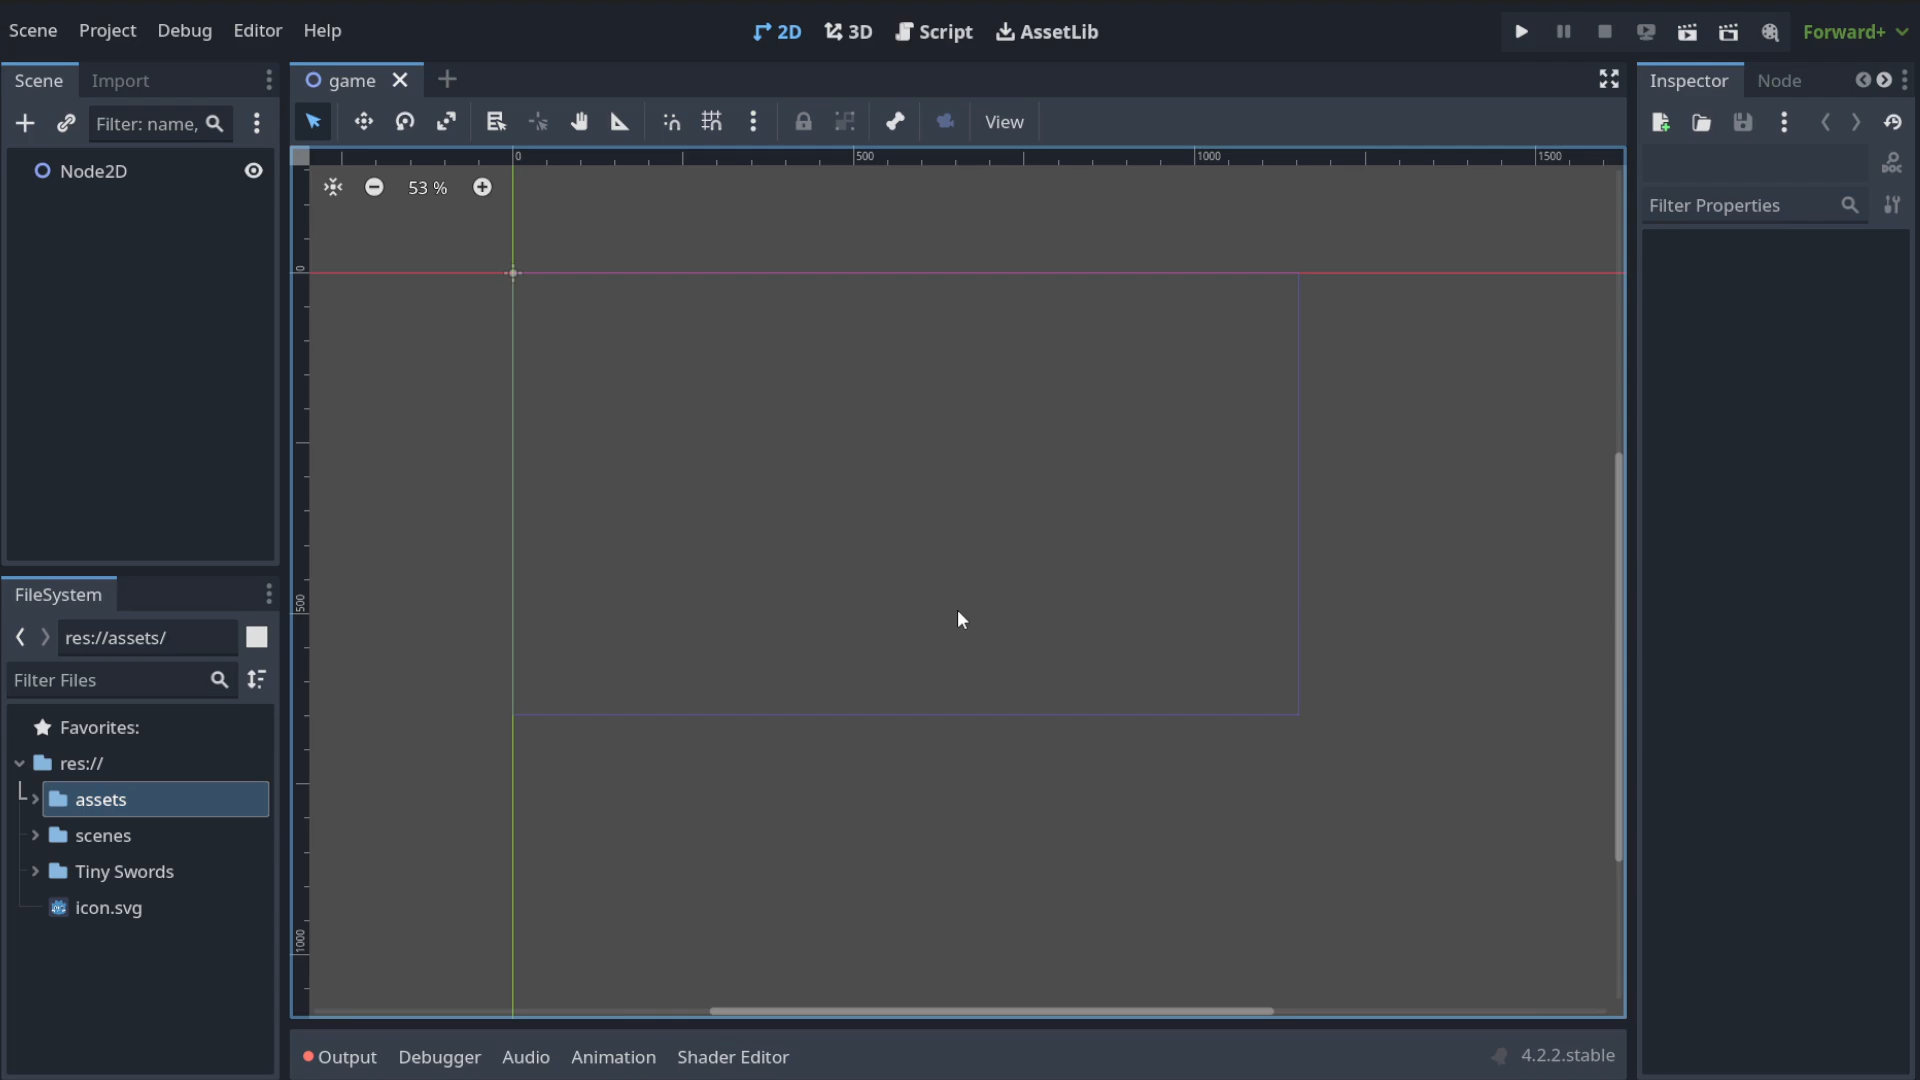 Scene Project Debug Editor Help 2D 3D Script AssetLib Forward+
Scene Import game Inspector Node
Filter: name, View
Node2D 0 500 1000 1500
53 %
DOC
Filter Properties
0
500
1000
FileSystem
res://assets/
Filter Files
Favorites:
res://
assets
scenes
Tiny Swords
icon.svg
Output Debugger Audio Animation Shader Editor 4.2.2.stable